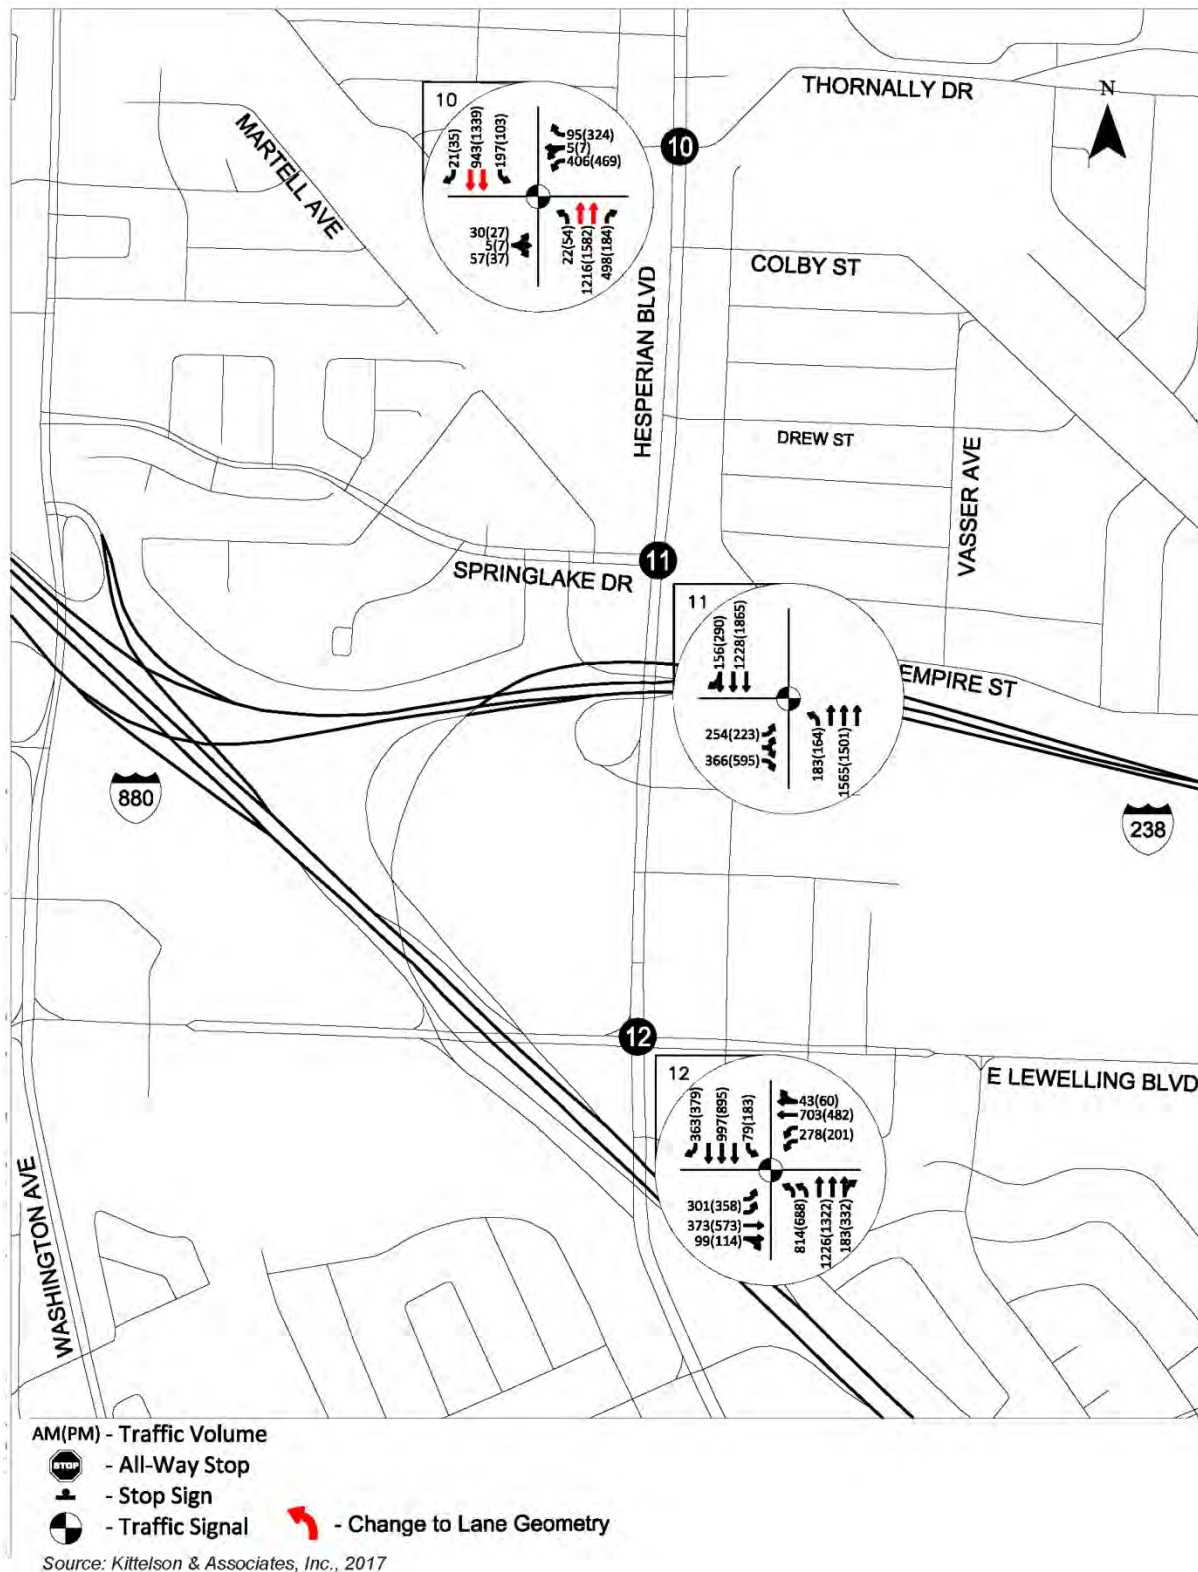 THORNALLY DR
N
10
21(35)
943(1339)
197(103)
95(324)
5(7)
406(469)
10
MARTELL AVE
30(27)
5(7)
57(37)
22(54)
1216(1582)
498(184)
COLBY ST
HESPERIAN BLVD
DREW ST
VASSER AVE
11
SPRINGLAKE DR
11
156(290)
1228(1865)
EMPIRE ST
254(223)
366(595)
183(164)
1565(1501)
880
238
12
E LEWELLING BLVD
12
363(379)
997(895)
79(183)
43(60)
703(482)
278(201)
301(358)
373(573)
99(114)
814(688)
1226(1322)
183(332)
WASHINGTON AVE
AM(PM) - Traffic Volume
STOP - All-Way Stop
- Stop Sign
- Traffic Signal
- Change to Lane Geometry
Source: Kittelson & Associates, Inc., 2017